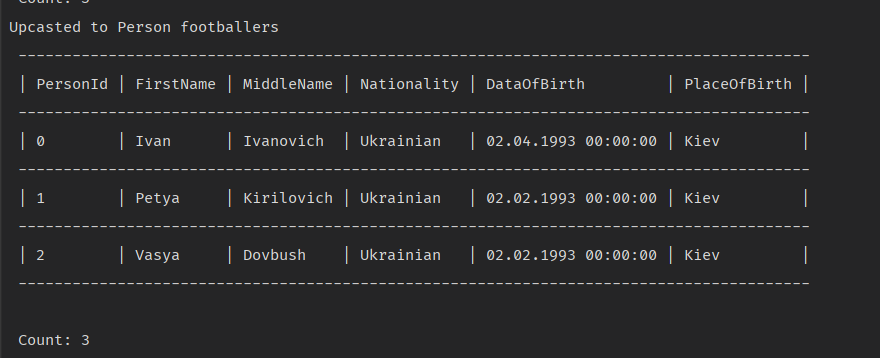 Count: 3
Upcasted to Person footballers
-----------------------------------------------------------------------------------------
| PersonId | FirstName | MiddleName | Nationality | DataOfBirth         | PlaceOfBirth |
-----------------------------------------------------------------------------------------
| 0        | Ivan      | Ivanovich  | Ukrainian   | 02.04.1993 00:00:00 | Kiev         |
-----------------------------------------------------------------------------------------
| 1        | Petya     | Kirilovich | Ukrainian   | 02.02.1993 00:00:00 | Kiev         |
-----------------------------------------------------------------------------------------
| 2        | Vasya     | Dovbush    | Ukrainian   | 02.02.1993 00:00:00 | Kiev         |
-----------------------------------------------------------------------------------------
Count: 3